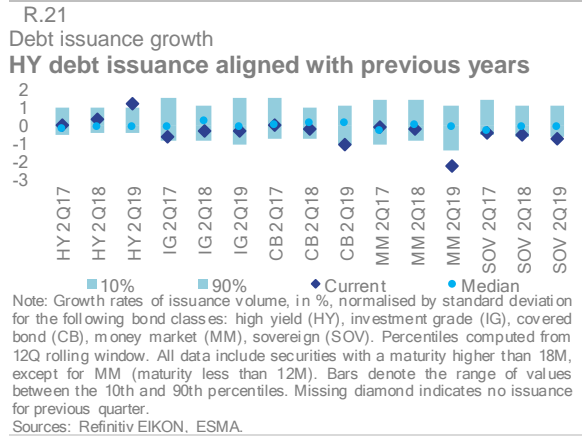 R.21
Debt issuance growth
HY debt issuance aligned with previous years
2
1
0
-1
-2
-3
HY 2Q17
HY 2Q18
HY 2Q19
IG 2Q17
IG 2Q18
IG 2Q19
CB 2Q17
CB 2Q18
CB 2Q19
MM 2Q17
MM 2Q18
MM 2Q19
SOV 2Q17
SOV 2Q18
SOV 2Q19
10% 90% Current Median
Note: Growth rates of issuance volume, in %, normalised by standard deviation
for the following bond classes: high yield (HY), investment grade (IG), covered
bond (CB), money market (MM), sovereign (SOV). Percentiles computed from
12Q rolling window. All data include securities with a maturity higher than 18M,
except for MM (maturity less than 12M). Bars denote the range of values
between the 10th and 90th percentiles. Missing diamond indicates no issuance
for previous quarter.
Sources: Refinitiv EIKON, ESMA.